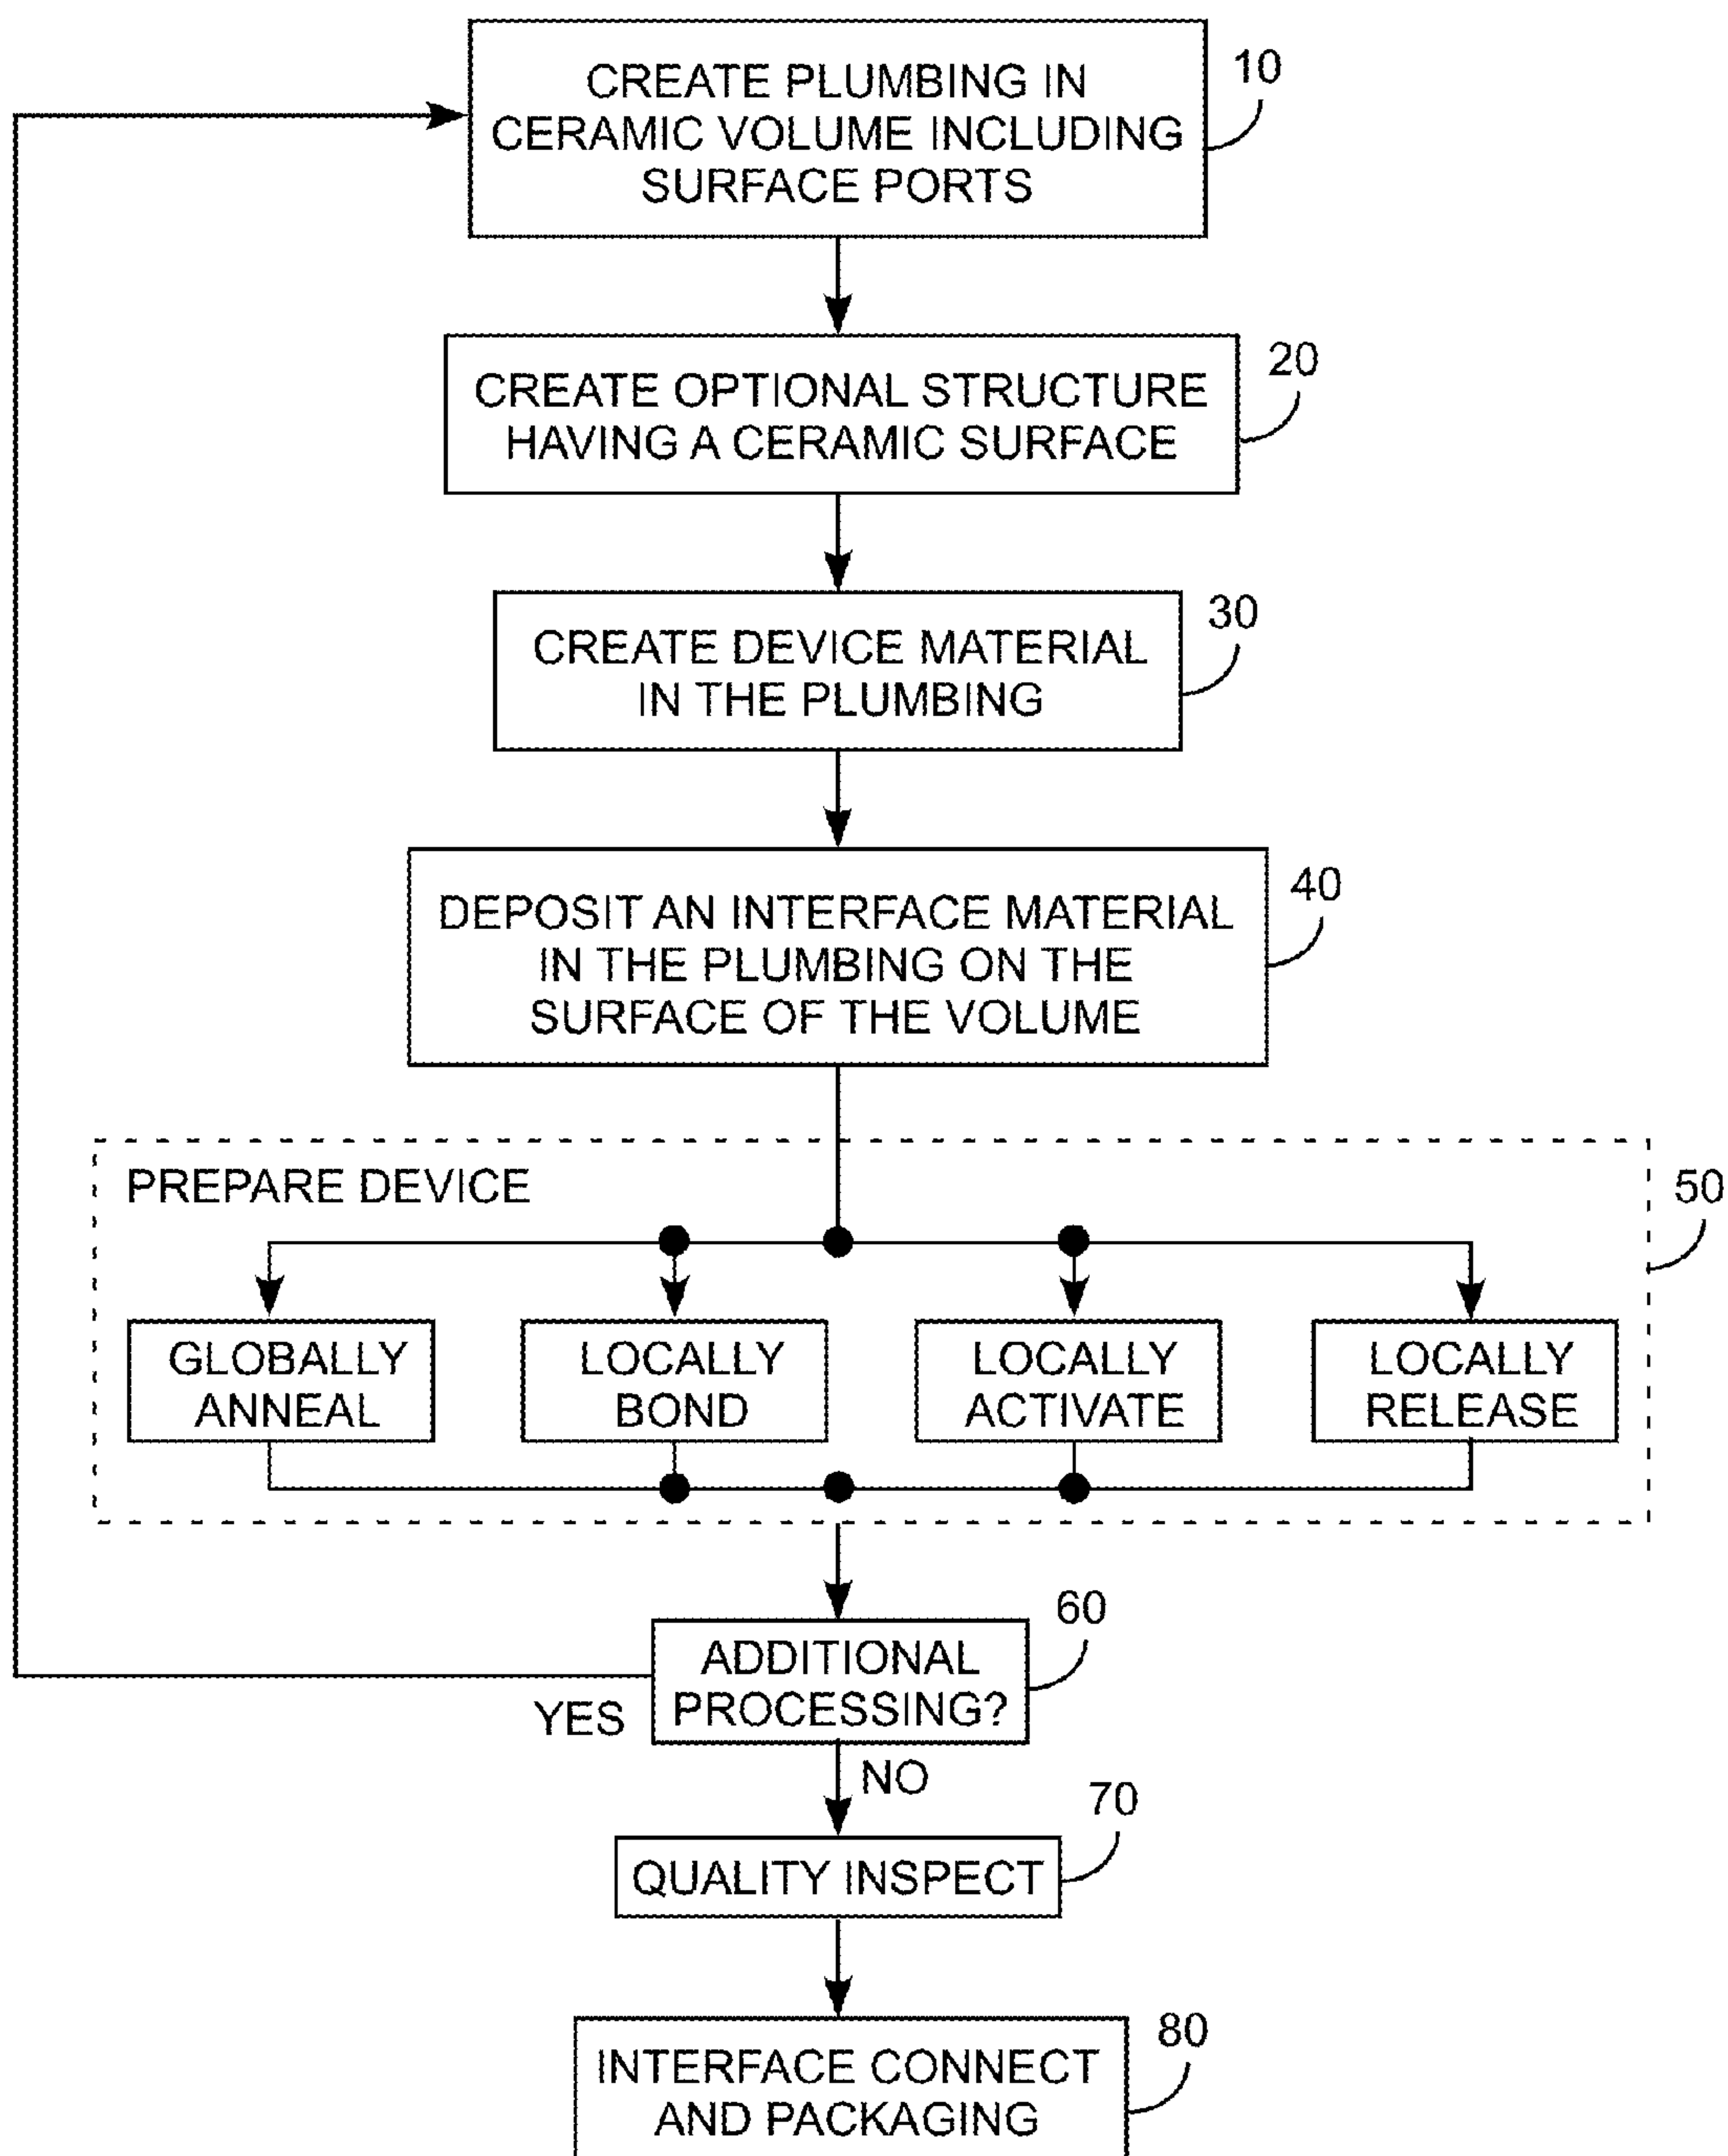 CREATE PLUMBING IN
CERAMIC VOLUME INCLUDING
SURFACE PORTS
10
CREATE OPTIONAL STRUCTURE
HAVING A CERAMIC SURFACE
20
CREATE DEVICE MATERIAL
IN THE PLUMBING
30
DEPOSIT AN INTERFACE MATERIAL
IN THE PLUMBING ON THE
SURFACE OF THE VOLUME
40
PREPARE DEVICE
50
GLOBALLY
ANNEAL
LOCALLY
BOND
LOCALLY
ACTIVATE
LOCALLY
RELEASE
ADDITIONAL
PROCESSING?
60
YES
NO
QUALITY INSPECT
70
INTERFACE CONNECT
AND PACKAGING
80